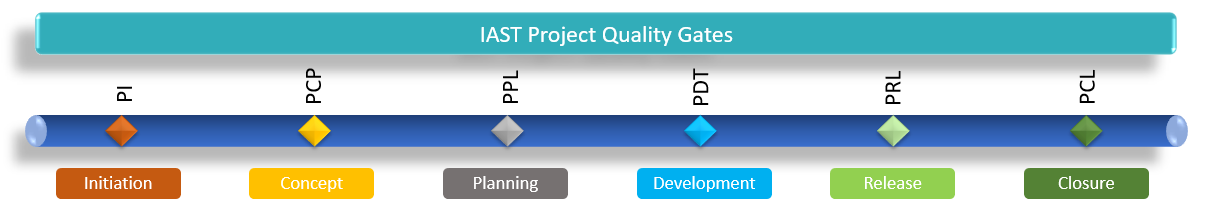 IAST Project Quality Gates
PI
PCP
PPL
PDT
PRL
PCL
Initiation
Concept
Planning
Development
Release
Closure